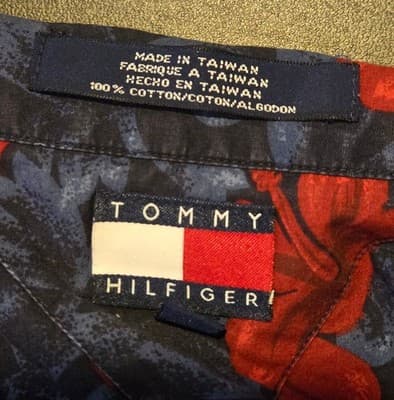 MADE IN TAIWAN
FABRIQUE A TAIWAN
HECHO EN TAIWAN
100% COTTON/COTON/ALGODON
TOMMY
HILFIGER